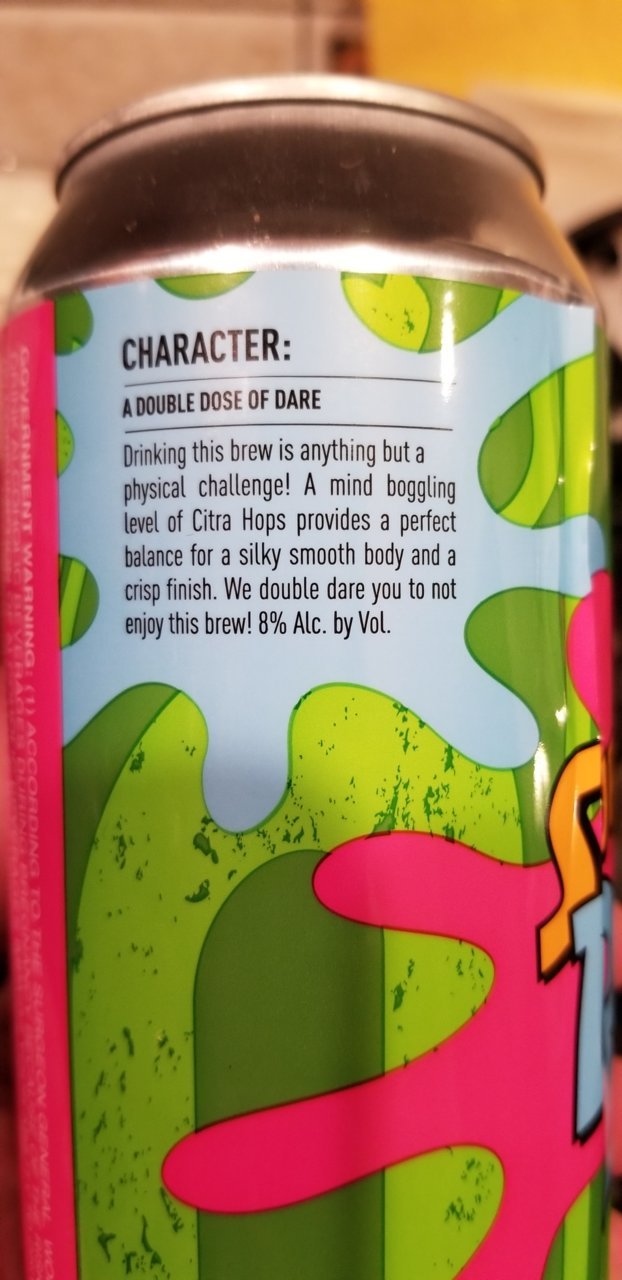 CHARACTER:
A DOUBLE DOSE OF DARE
Drinking this brew is anything but a
physical challenge! A mind boggling
level of Citra Hops provides a perfect
balance for a silky smooth body and a
crisp finish. We double dare you to not
enjoy this brew! 8% Alc. by Vol.
GOVERNMENT WARNING: (1) ACCORDING TO THE SURGEON GENERAL,
BEVERAGES DURING